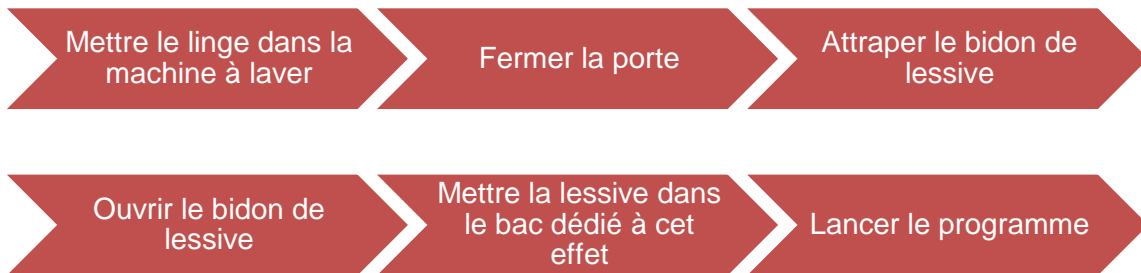 Mettre le linge dans la
machine à laver
Fermer la porte
Attraper le bidon de
lessive
Ouvrir le bidon de
lessive
Mettre la lessive dans
le bac dédié à cet
effet
Lancer le programme